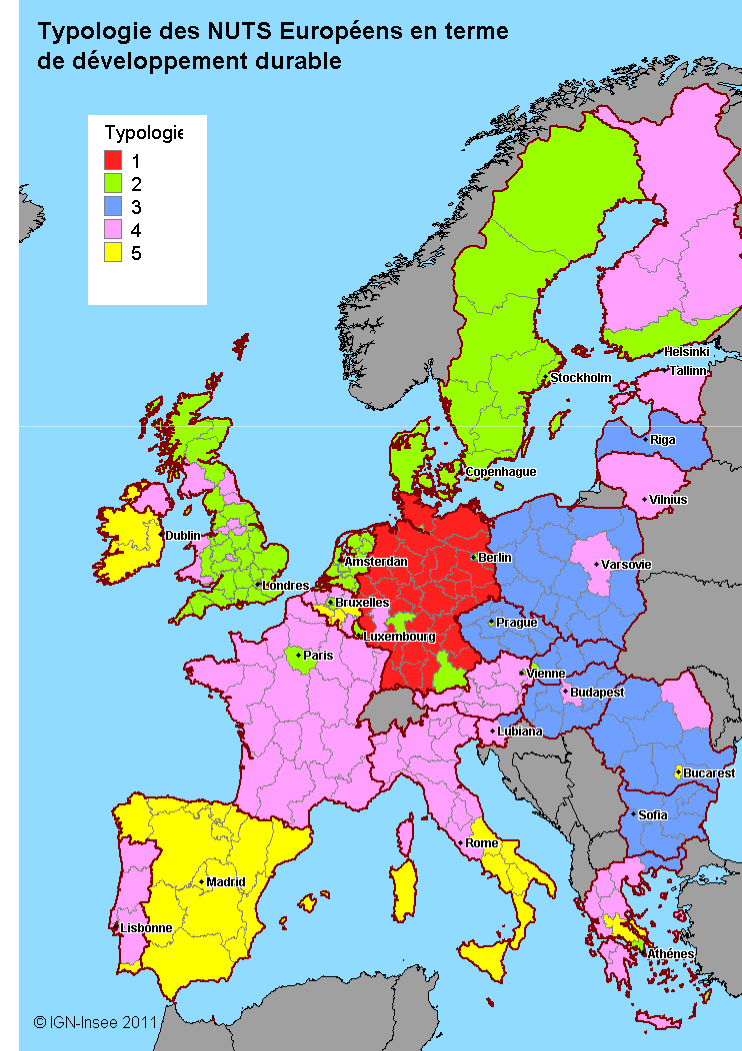 Typologie des NUTS Européens en terme
de développement durable
Typologie
1
2
3
4
5
Helsinki
Tallinn
Stockholm
Riga
Copenhague
Vilnius
Dublin
Amsterdan
Berlin
Varsovie
Londres
Bruxelles
Prague
Luxembourg
Paris
Vienne
Budapest
Lubiana
Bucarest
Sofia
Rome
Madrid
Lisbonne
Athénes
© IGN-Insee 2011